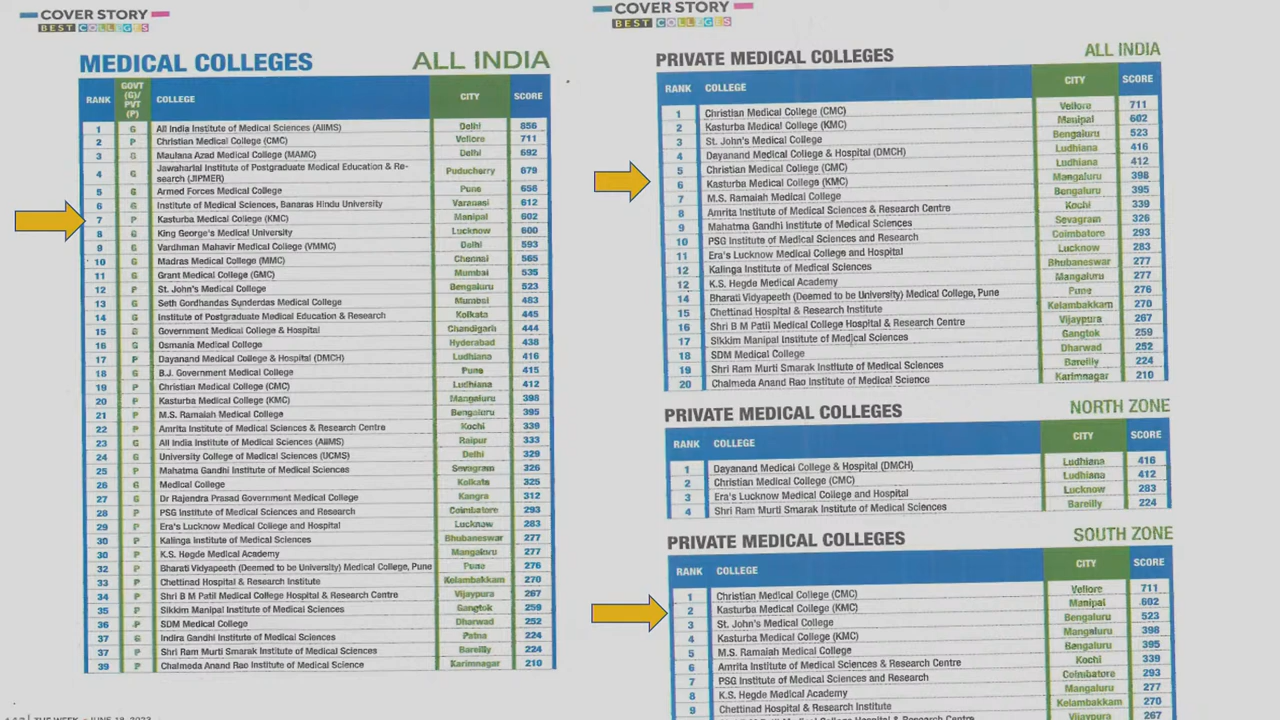 COVER STORY
BEST COLLEGES
MEDICAL COLLEGES ALL INDIA
RANK GOVT (G)/ PVT (P) COLLEGE CITY SCORE
1 G All India Institute of Medical Sciences (AIIMS) Delhi 856
2 P Christian Medical College (CMC) Vellore 711
3 G Maulana Azad Medical College (MAMC) Delhi 692
4 G Jawaharlal Institute of Postgraduate Medical Education & Re-
search (JIPMER) Puducherry 679
5 G Armed Forces Medical College Pune 656
6 G Institute of Medical Sciences, Banaras Hindu University Varanasi 612
7 P Kasturba Medical College (KMC) Manipal 602
8 G King George's Medical University Lucknow 600
9 G Vardhman Mahavir Medical College (VMMC) Delhi 593
10 G Madras Medical College (MMC) Chennai 565
11 G Grant Medical College (GMC) Mumbai 535
12 P St. John's Medical College Bengaluru 523
13 G Seth Gordhandas Sunderdas Medical College Mumbai 483
14 G Institute of Postgraduate Medical Education & Research Kolkata 445
15 G Government Medical College & Hospital Chandigarh 444
16 G Osmania Medical College Hyderabad 438
17 P Dayanand Medical College & Hospital (DMCH) Ludhiana 416
18 G B.J. Government Medical College Pune 415
19 P Christian Medical College (CMC) Ludhiana 412
20 P Kasturba Medical College (KMC) Mangaluru 398
21 P M.S. Ramaiah Medical College Bengaluru 395
22 P Amrita Institute of Medical Sciences & Research Centre Kochi 339
23 G All India Institute of Medical Sciences (AIIMS) Raipur 333
24 G University College of Medical Sciences (UCMS) Delhi 329
25 P Mahatma Gandhi Institute of Medical Sciences Sevagram 326
26 G Medical College Kolkata 325
27 G Dr Rajendra Prasad Government Medical College Kangra 312
28 P PSG Institute of Medical Sciences and Research Coimbatore 293
29 P Era's Lucknow Medical College and Hospital Lucknow 283
30 P Kalinga Institute of Medical Sciences Bhubaneswar 277
30 P K.S. Hegde Medical Academy Mangaluru 277
32 P Bharati Vidyapeeth (Deemed to be University) Medical College, Pune Pune 276
33 P Chettinad Hospital & Research Institute Kelambakkam 270
34 P Shri B M Patil Medical College Hospital & Research Centre Vijaypura 267
35 P Sikkim Manipal Institute of Medical Sciences Gangtok 259
36 P SDM Medical College Dharwad 252
37 G Indira Gandhi Institute of Medical Sciences Patna 224
37 P Shri Ram Murti Smarak Institute of Medical Sciences Bareilly 224
39 P Chalmeda Anand Rao Institute of Medical Science Karimnagar 210
THE WEEK • JUNE 18, 2023
COVER STORY
BEST COLLEGES
PRIVATE MEDICAL COLLEGES ALL INDIA
RANK COLLEGE CITY SCORE
1 Christian Medical College (CMC) Vellore 711
2 Kasturba Medical College (KMC) Manipal 602
3 St. John's Medical College Bengaluru 523
4 Dayanand Medical College & Hospital (DMCH) Ludhiana 416
5 Christian Medical College (CMC) Ludhiana 412
6 Kasturba Medical College (KMC) Mangaluru 398
7 M.S. Ramaiah Medical College Bengaluru 395
8 Amrita Institute of Medical Sciences & Research Centre Kochi 339
9 Mahatma Gandhi Institute of Medical Sciences Sevagram 326
10 PSG Institute of Medical Sciences and Research Coimbatore 293
11 Era's Lucknow Medical College and Hospital Lucknow 283
12 Kalinga Institute of Medical Sciences Bhubaneswar 277
12 K.S. Hegde Medical Academy Mangaluru 277
14 Bharati Vidyapeeth (Deemed to be University) Medical College, Pune Pune 276
15 Chettinad Hospital & Research Institute Kelambakkam 270
16 Shri B M Patil Medical College Hospital & Research Centre Vijaypura 267
17 Sikkim Manipal Institute of Medical Sciences Gangtok 259
18 SDM Medical College Dharwad 252
19 Shri Ram Murti Smarak Institute of Medical Sciences Bareilly 224
20 Chalmeda Anand Rao Institute of Medical Science Karimnagar 210
PRIVATE MEDICAL COLLEGES NORTH ZONE
RANK COLLEGE CITY SCORE
1 Dayanand Medical College & Hospital (DMCH) Ludhiana 416
2 Christian Medical College (CMC) Ludhiana 412
3 Era's Lucknow Medical College and Hospital Lucknow 283
4 Shri Ram Murti Smarak Institute of Medical Sciences Bareilly 224
PRIVATE MEDICAL COLLEGES SOUTH ZONE
RANK COLLEGE CITY SCORE
1 Christian Medical College (CMC) Vellore 711
2 Kasturba Medical College (KMC) Manipal 602
3 St. John's Medical College Bengaluru 523
4 Kasturba Medical College (KMC) Mangaluru 398
5 M.S. Ramaiah Medical College Bengaluru 395
6 Amrita Institute of Medical Sciences & Research Centre Kochi 339
7 PSG Institute of Medical Sciences and Research Coimbatore 293
8 K.S. Hegde Medical Academy Mangaluru 277
9 Chettinad Hospital & Research Institute Kelambakkam 270
Vijaypura 267